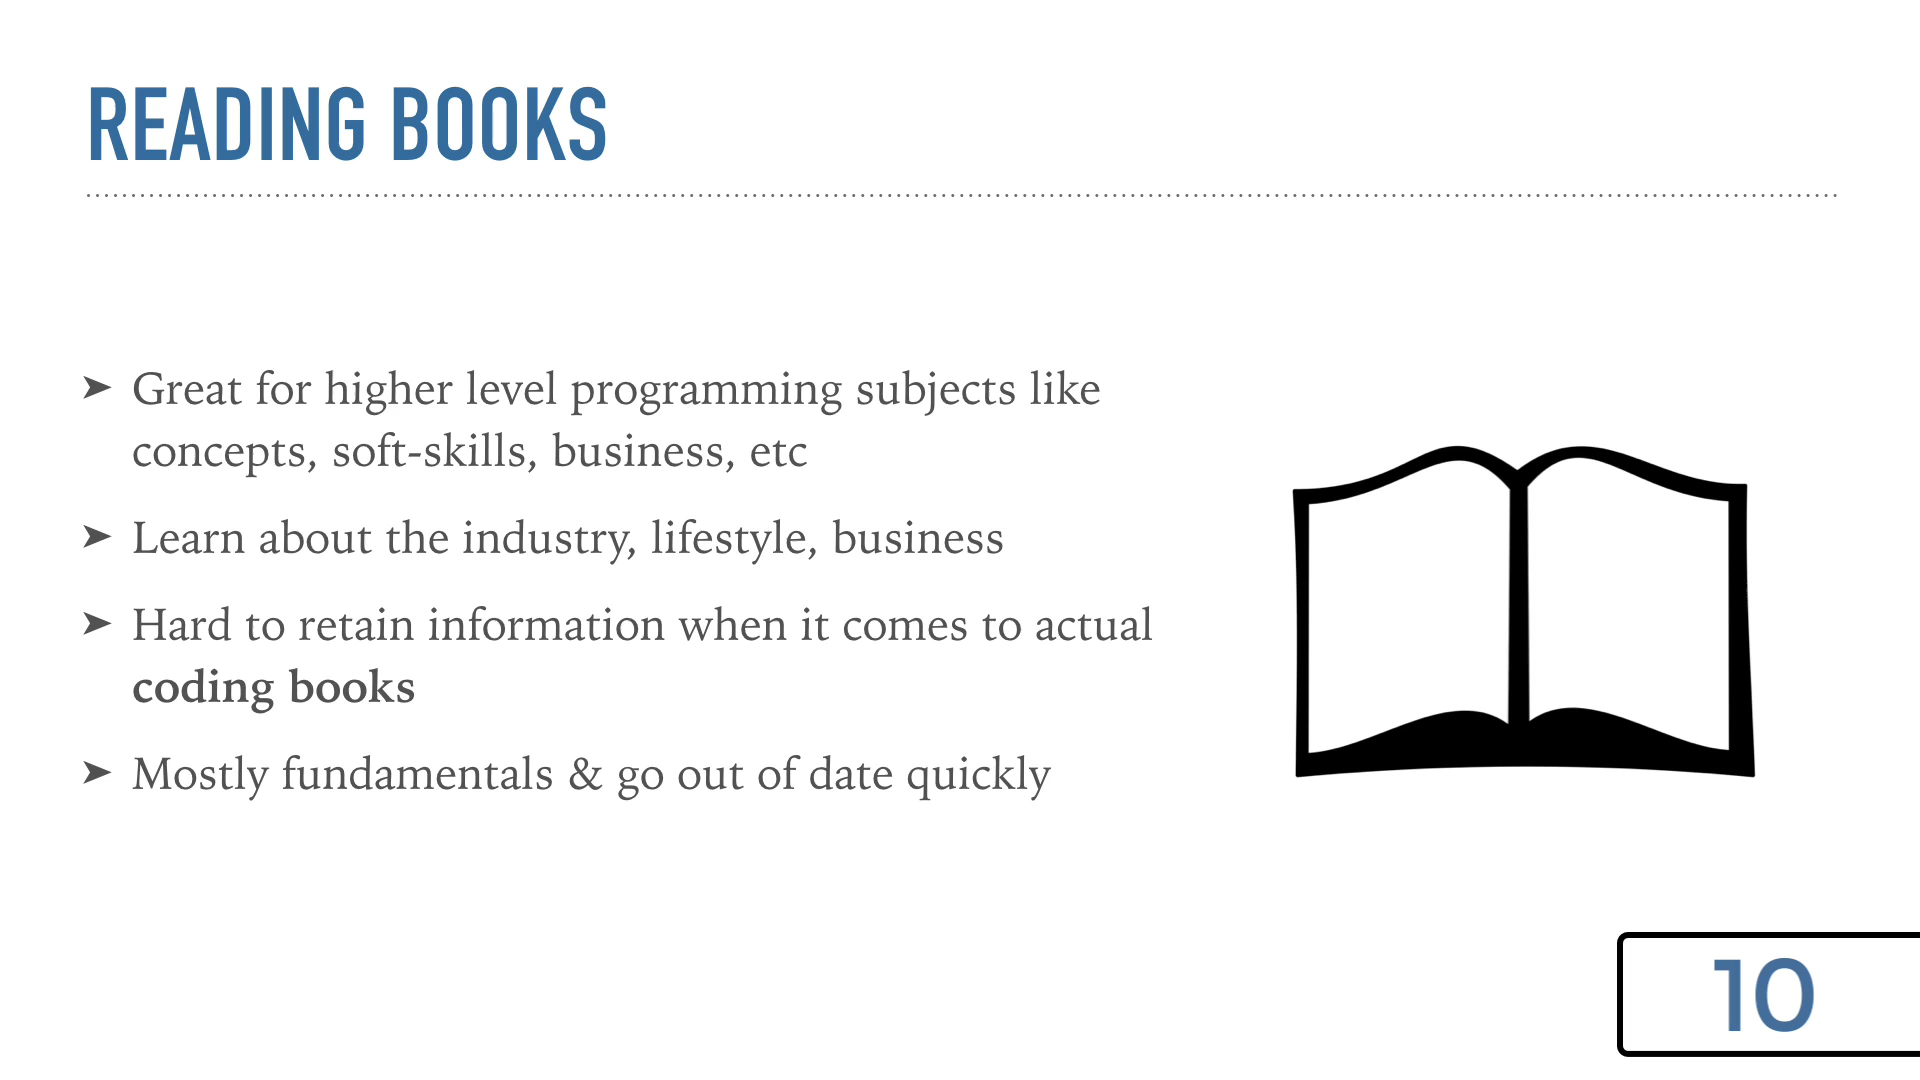 READING BOOKS
➤ Great for higher level programming subjects like
concepts, soft-skills, business, etc
➤ Learn about the industry, lifestyle, business
➤ Hard to retain information when it comes to actual
coding books
➤ Mostly fundamentals & go out of date quickly
10